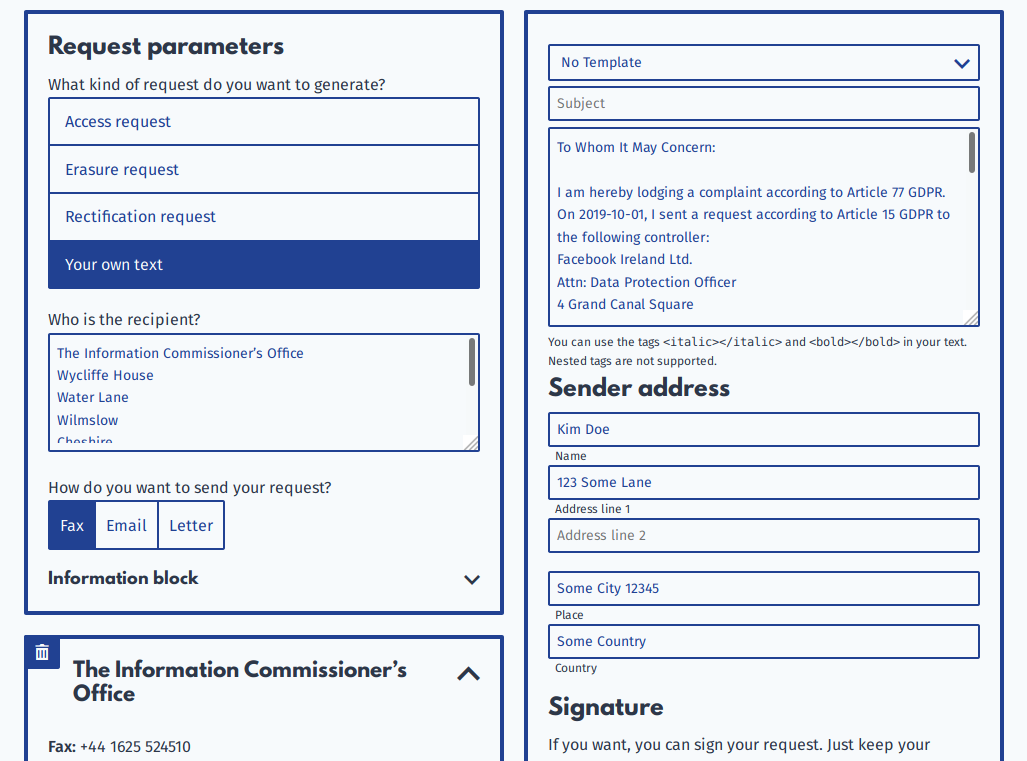 Request parameters
What kind of request do you want to generate?
Access request
Erasure request
Rectification request
Your own text
Who is the recipient?
The Information Commissioner's Office
Wycliffe House
Water Lane
Wilmslow
Cheshire
How do you want to send your request?
Fax
Email
Letter
Information block
The Information Commissioner's
Office
Fax: +44 1625 524510
No Template
Subject
To Whom It May Concern:
I am hereby lodging a complaint according to Article 77 GDPR.
On 2019-10-01, I sent a request according to Article 15 GDPR to
the following controller:
Facebook Ireland Ltd.
Attn: Data Protection Officer
4 Grand Canal Square
You can use the tags <italic></italic> and <bold></bold> in your text.
Nested tags are not supported.
Sender address
Kim Doe
Name
123 Some Lane
Address line 1
Address line 2
Some City 12345
Place
Some Country
Country
Signature
If you want, you can sign your request. Just keep your